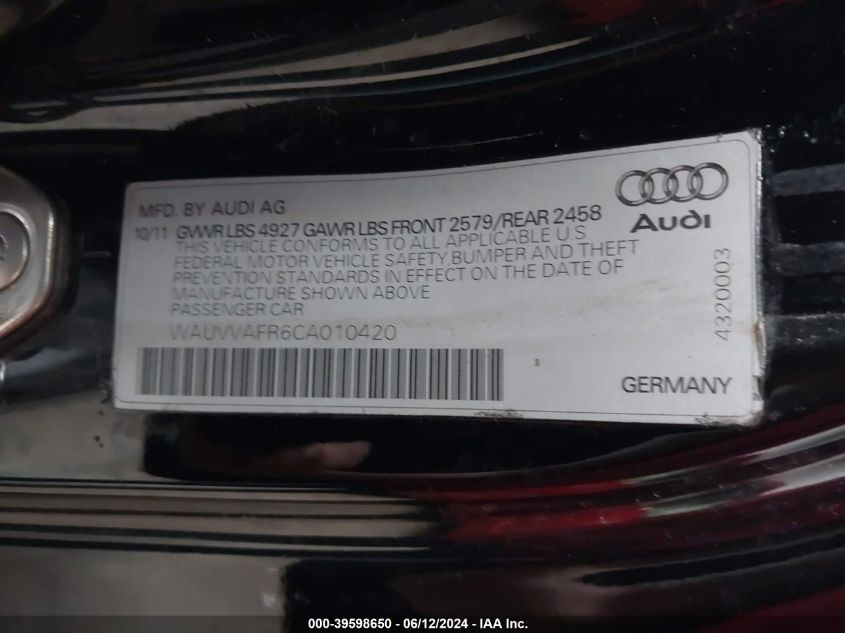 MFD. BY AUDI AG
10/11 GVWR LBS 4927 GAWR LBS FRONT 2579/REAR 2458
THIS VEHICLE CONFORMS TO ALL APPLICABLE U S
FEDERAL MOTOR VEHICLE SAFETY, BUMPER AND THEFT
PREVENTION STANDARDS IN EFFECT ON THE DATE OF
MANUFACTURE SHOWN ABOVE
PASSENGER CAR
WAUVVAFR6CA010420
Audi
4320003
GERMANY
000-39598650 - 06/12/2024 - IAA Inc.